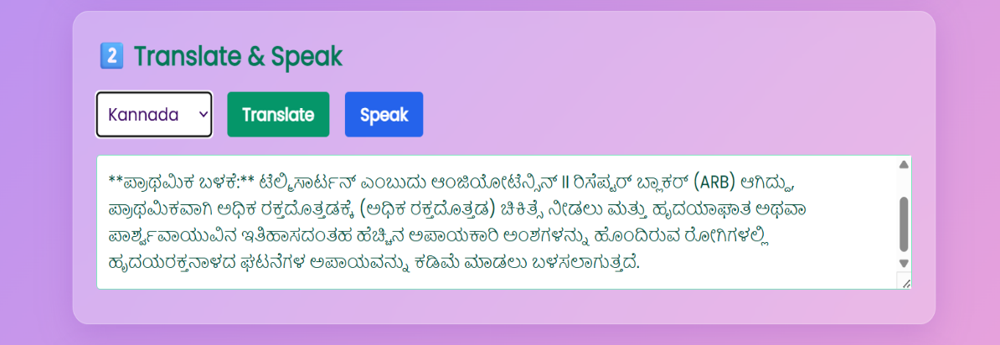 2 Translate & Speak
Kannada Translate Speak
**ಪ್ರಾಥಮಿಕ ಬಳಕೆ:** ಟೆಲ್ಮಿಸಾರ್ಟನ್ ಎಂಬುದು ಆಂಜಿಯೋಟೆನ್ಸಿನ್ II ರಿಸೆಪ್ಟರ್ ಬ್ಲಾಕರ್ (ARB) ಆಗಿದ್ದು,
ಪ್ರಾಥಮಿಕವಾಗಿ ಅಧಿಕ ರಕ್ತದೊತ್ತಡಕ್ಕೆ (ಅಧಿಕ ರಕ್ತದೊತ್ತಡ) ಚಿಕಿತ್ಸೆ ನೀಡಲು ಮತ್ತು ಹೃದಯಾಘಾತ ಅಥವಾ
ಪಾರ್ಶ್ವವಾಯುವಿನ ಇತಿಹಾಸದಂತಹ ಹೆಚ್ಚಿನ ಅಪಾಯಕಾರಿ ಅಂಶಗಳನ್ನು ಹೊಂದಿರುವ ರೋಗಿಗಳಲ್ಲಿ
ಹೃದಯರಕ್ತನಾಳದ ಘಟನೆಗಳ ಅಪಾಯವನ್ನು ಕಡಿಮೆ ಮಾಡಲು ಬಳಸಲಾಗುತ್ತದೆ.